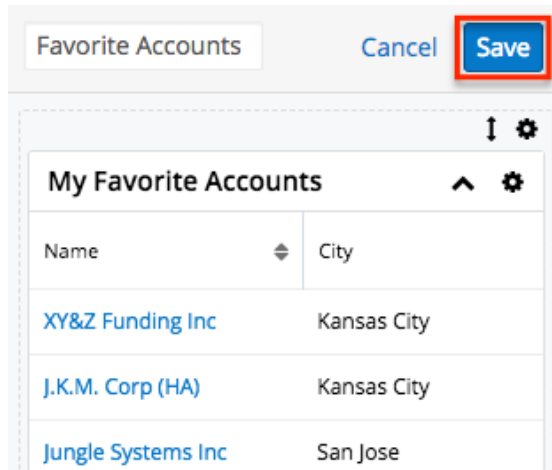 Favorite Accounts Cancel Save
My Favorite Accounts
Name City
XY&Z Funding Inc Kansas City
J.K.M. Corp (HA) Kansas City
Jungle Systems Inc San Jose